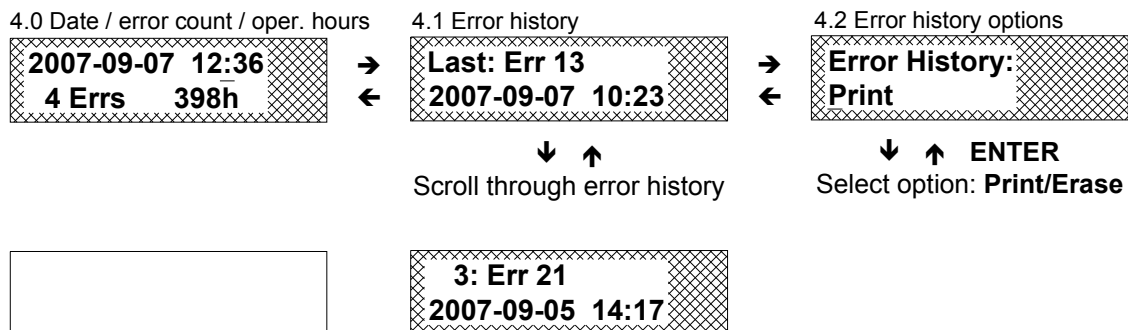 4.0 Date / error count / oper. hours
2007-09-07 12:36
4 Errs 398h
4.1 Error history
Last: Err 13
2007-09-07 10:23
Scroll through error history
3: Err 21
2007-09-05 14:17
4.2 Error history options
Error History:
Print
ENTER
Select option: Print/Erase